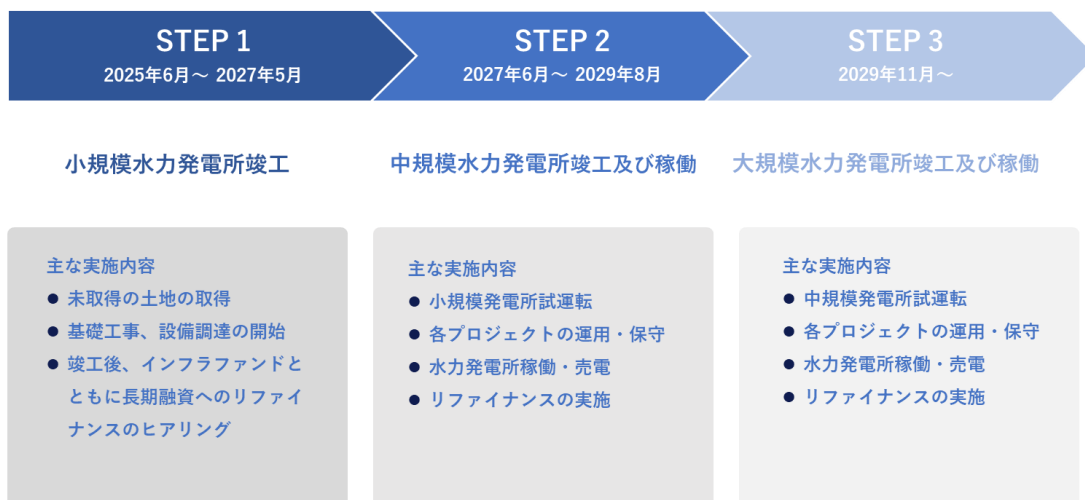 STEP 1
2025年6月～ 2027年5月
STEP 2
2027年6月～ 2029年8月
STEP 3
2029年11月～
小規模水力発電所竣工
中規模水力発電所竣工及び稼働
大規模水力発電所竣工及び稼働
主な実施内容
● 未取得の土地の取得
● 基礎工事、設備調達の開始
● 竣工後、インフラファンドと
ともに長期融資へのリファイ
ナンスのヒアリング
主な実施内容
● 小規模発電所試運転
● 各プロジェクトの運用・保守
● 水力発電所稼働・売電
● リファイナンスの実施
主な実施内容
● 中規模発電所試運転
● 各プロジェクトの運用・保守
● 水力発電所稼働・売電
● リファイナンスの実施